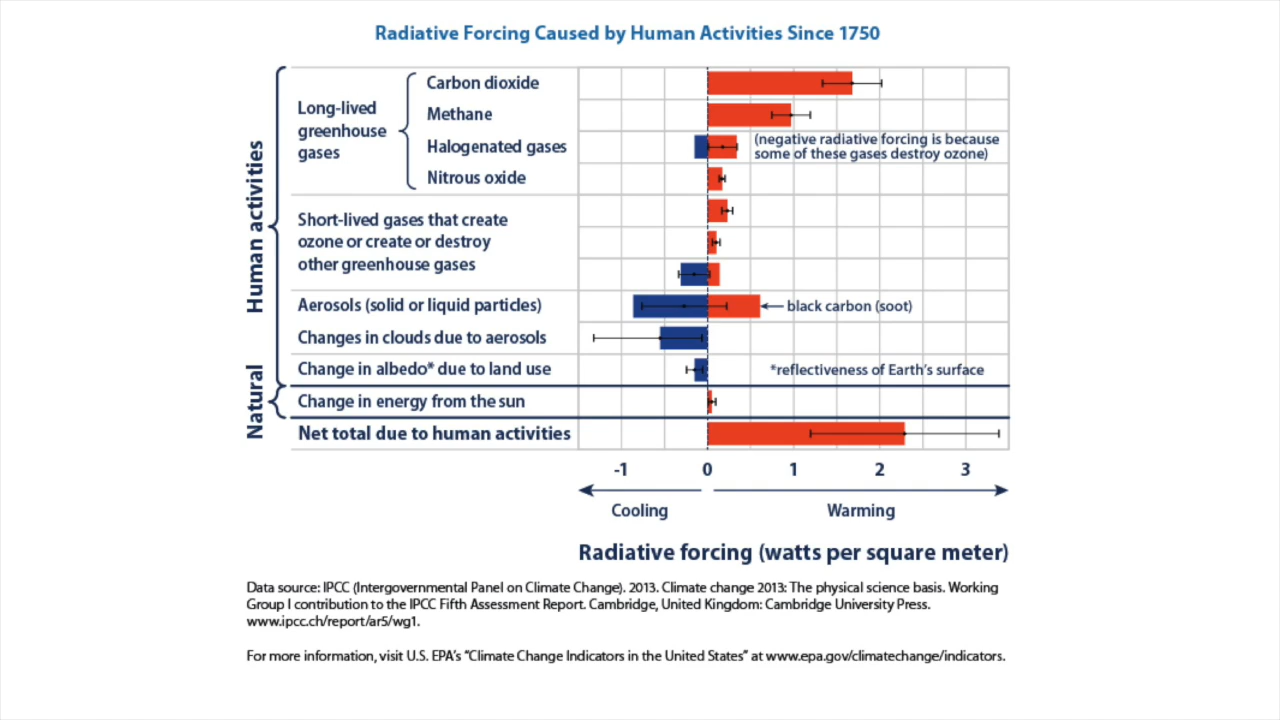 Radiative Forcing Caused by Human Activities Since 1750
Human activities
Long-lived
greenhouse
gases
Carbon dioxide
Methane
Halogenated gases
(negative radiative forcing is because
some of these gases destroy ozone)
Nitrous oxide
Short-lived gases that create
ozone or create or destroy
other greenhouse gases
Aerosols (solid or liquid particles)
black carbon (soot)
Changes in clouds due to aerosols
Change in albedo* due to land use
*reflectiveness of Earth's surface
Natural
Change in energy from the sun
Net total due to human activities
-1 0 1 2 3
Cooling Warming
Radiative forcing (watts per square meter)
Data source: IPCC (Intergovernmental Panel on Climate Change). 2013. Climate change 2013: The physical science basis. Working
Group I contribution to the IPCC Fifth Assessment Report. Cambridge, United Kingdom: Cambridge University Press.
www.ipcc.ch/report/ar5/wg1.
For more information, visit U.S. EPA's "Climate Change Indicators in the United States" at www.epa.gov/climatechange/indicators.